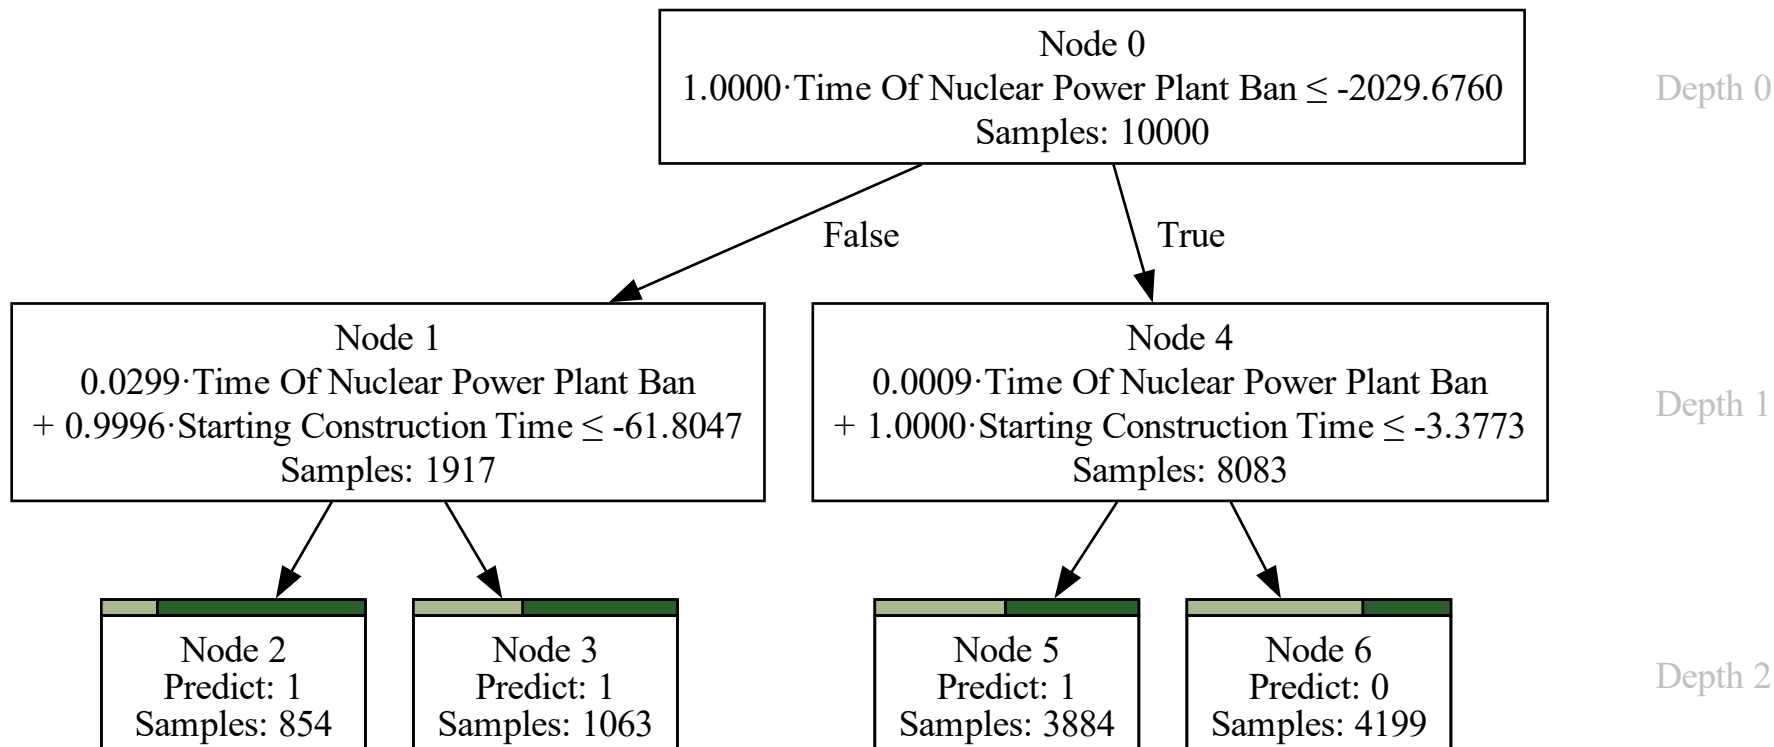 Node 0
1.0000·Time Of Nuclear Power Plant Ban ≤ -2029.6760
Samples: 10000
Depth 0
False
True
Node 1
0.0299·Time Of Nuclear Power Plant Ban
+ 0.9996·Starting Construction Time ≤ -61.8047
Samples: 1917
Node 4
0.0009·Time Of Nuclear Power Plant Ban
+ 1.0000·Starting Construction Time ≤ -3.3773
Samples: 8083
Depth 1
Node 2
Predict: 1
Samples: 854
Node 3
Predict: 1
Samples: 1063
Node 5
Predict: 1
Samples: 3884
Node 6
Predict: 0
Samples: 4199
Depth 2